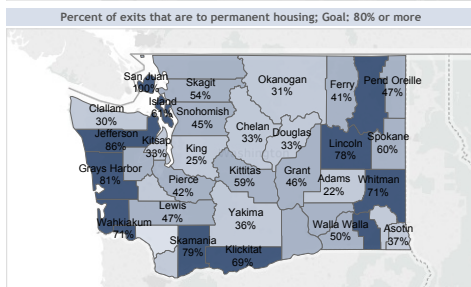 Percent of exits that are to permanent housing; Goal: 80% or more
San Juan
100%
Skagit
54%
Okanogan
31%
Ferry
41%
Pend Oreille
47%
Island
61%
Snohomish
45%
Clallam
30%
Chelan
33%
Douglas
33%
Jefferson
86%
Kitsap
33%
King
25%
Lincoln
78%
Spokane
60%
Grays Harbor
81%
Pierce
42%
Kittitas
59%
Grant
46%
Adams
22%
Whitman
71%
Lewis
47%
Yakima
36%
Wahkiakum
71%
Walla Walla
50%
Asotin
37%
Skamania
79%
Klickitat
69%